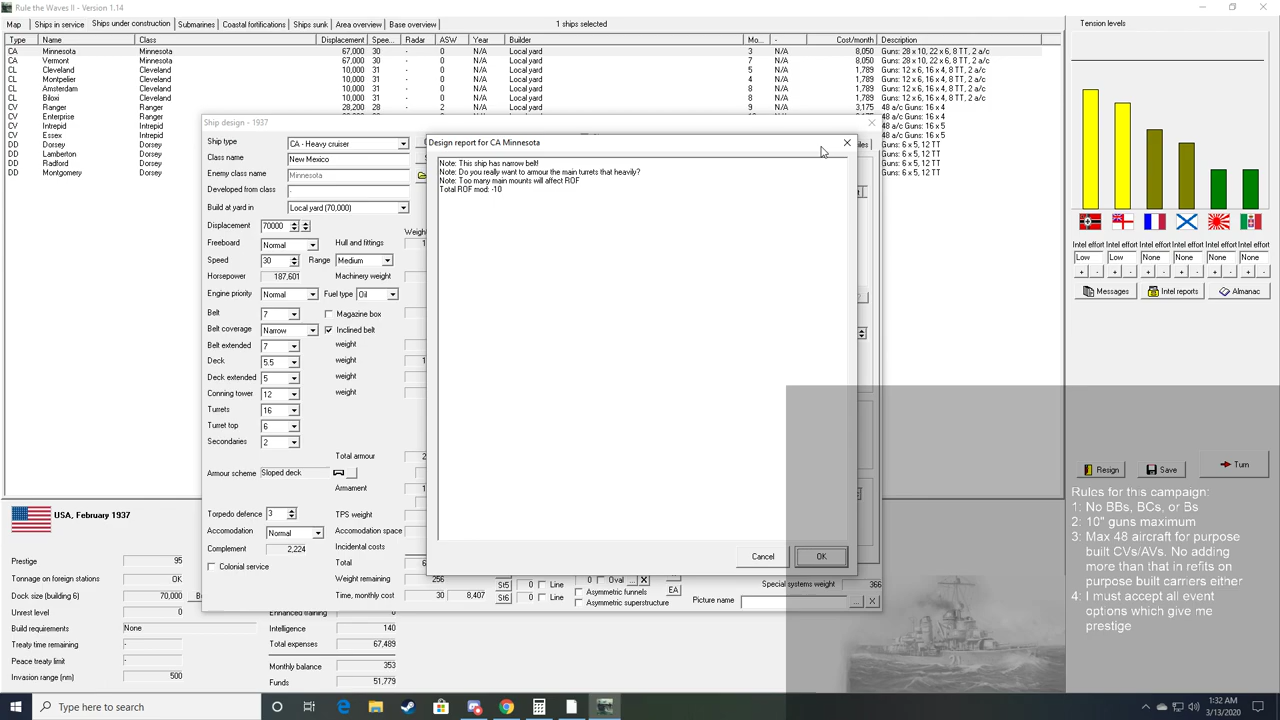 Rule the Waves II - Version 1.14
Map Ships in service Ships under construction Submarines Coastal fortifications Ships sunk Area overview Base overview 1 ships selected
Type Name Class Displacement Spee... Radar ASW Year Builder Mo... - Cost/month Description
CA Minnesota Minnesota 67,000 30 - 0 N/A Local yard 3 N/A 8,050 Guns: 28 x 10, 22 x 6, 8 TT, 2 a/c
CA Vermont Minnesota 67,000 30 - 0 N/A Local yard 7 N/A 8,050 Guns: 28 x 10, 22 x 6, 8 TT, 2 a/c
CL Cleveland Cleveland 10,000 31 - 0 N/A Local yard 5 N/A 1,789 Guns: 12 x 6, 16 x 4, 8 TT, 2 a/c
CL Montpelier Cleveland 10,000 31 - 0 N/A Local yard 4 N/A 1,789 Guns: 12 x 6, 16 x 4, 8 TT, 2 a/c
CL Amsterdam Cleveland 10,000 31 - 0 N/A Local yard 8 N/A 1,789 Guns: 12 x 6, 16 x 4, 8 TT, 2 a/c
CL Biloxi Cleveland 10,000 31 - 0 N/A Local yard 8 N/A 1,789 Guns: 12 x 6, 16 x 4, 8 TT, 2 a/c
CV Ranger Ranger 28,200 28 - 2 N/A Local yard 9 N/A 3,175 48 a/c Guns: 16 x 4
CV Enterprise Ranger 48 a/c Guns: 16 x 4
CV Intrepid Intrepid 48 a/c Guns: 16 x 5
CV Essex Intrepid 48 a/c Guns: 16 x 5
DD Dorsey Dorsey Guns: 6 x 5, 12 TT
DD Lamberton Dorsey Guns: 6 x 5, 12 TT
DD Radford Dorsey Guns: 6 x 5, 12 TT
DD Montgomery Dorsey Guns: 6 x 5, 12 TT
Ship design - 1937
Ship type CA - Heavy cruiser
Class name New Mexico
Enemy class name Minnesota
Developed from class
Build at yard in Local yard (70,000)
Displacement 70000 Weigh
Freeboard Normal Hull and fittings
Speed 30 Range Medium Machinery weight
Horsepower 187,601
Engine priority Normal Fuel type Oil
Belt 7 Magazine box
Belt coverage Narrow Inclined belt
Belt extended 7 weight
Deck 5.5 weight
Deck extended 5 weight
Conning tower 12 weight
Turrets 16
Turret top 6
Secondaries 2
Total armour
Armour scheme Sloped deck
Armament
Torpedo defence 3 TPS weight
Accomodation Normal Accomodation space
Complement 2,224 Incidental costs
Colonial service Total
Weight remaining 256
Time, monthly cost 30 8,407
St5 0 Line
St6 0 Line
0 Oval ... X
Asymmetric funnels
Asymmetric superstructure
EA
Special systems weight 366
Picture name ... X
Design report for CA Minnesota
Note: This ship has narrow belt!
Note: Do you really want to armour the main turrets that heavily?
Note: Too many main mounts will affect ROF
Total ROF mod: -10
Cancel OK
Tension levels
Intel effort Intel effort Intel effort Intel effort Intel effort Intel effort
Low Low None None None None
+ - + - + - + - + - + -
Messages Intel reports Almanac
Resign Save Turn
Rules for this campaign:
1: No BBs, BCs, or Bs
2: 10" guns maximum
3: Max 48 aircraft for purpose
built CVs/AVs. No adding
more than that in refits on
purpose built carriers either
4: I must accept all event
options which give me
prestige
USA, February 1937
Prestige 95
Tonnage on foreign stations OK
Dock size (building 6) 70,000
Unrest level 0
Build requirements None
Treaty time remaining -
Peace treaty limit -
Invasion range (nm) 500
Enhanced training
Intelligence 140
Total expenses 67,489
Monthly balance 353
Funds 51,779
71
Type here to search
1:32 AM
3/13/2020